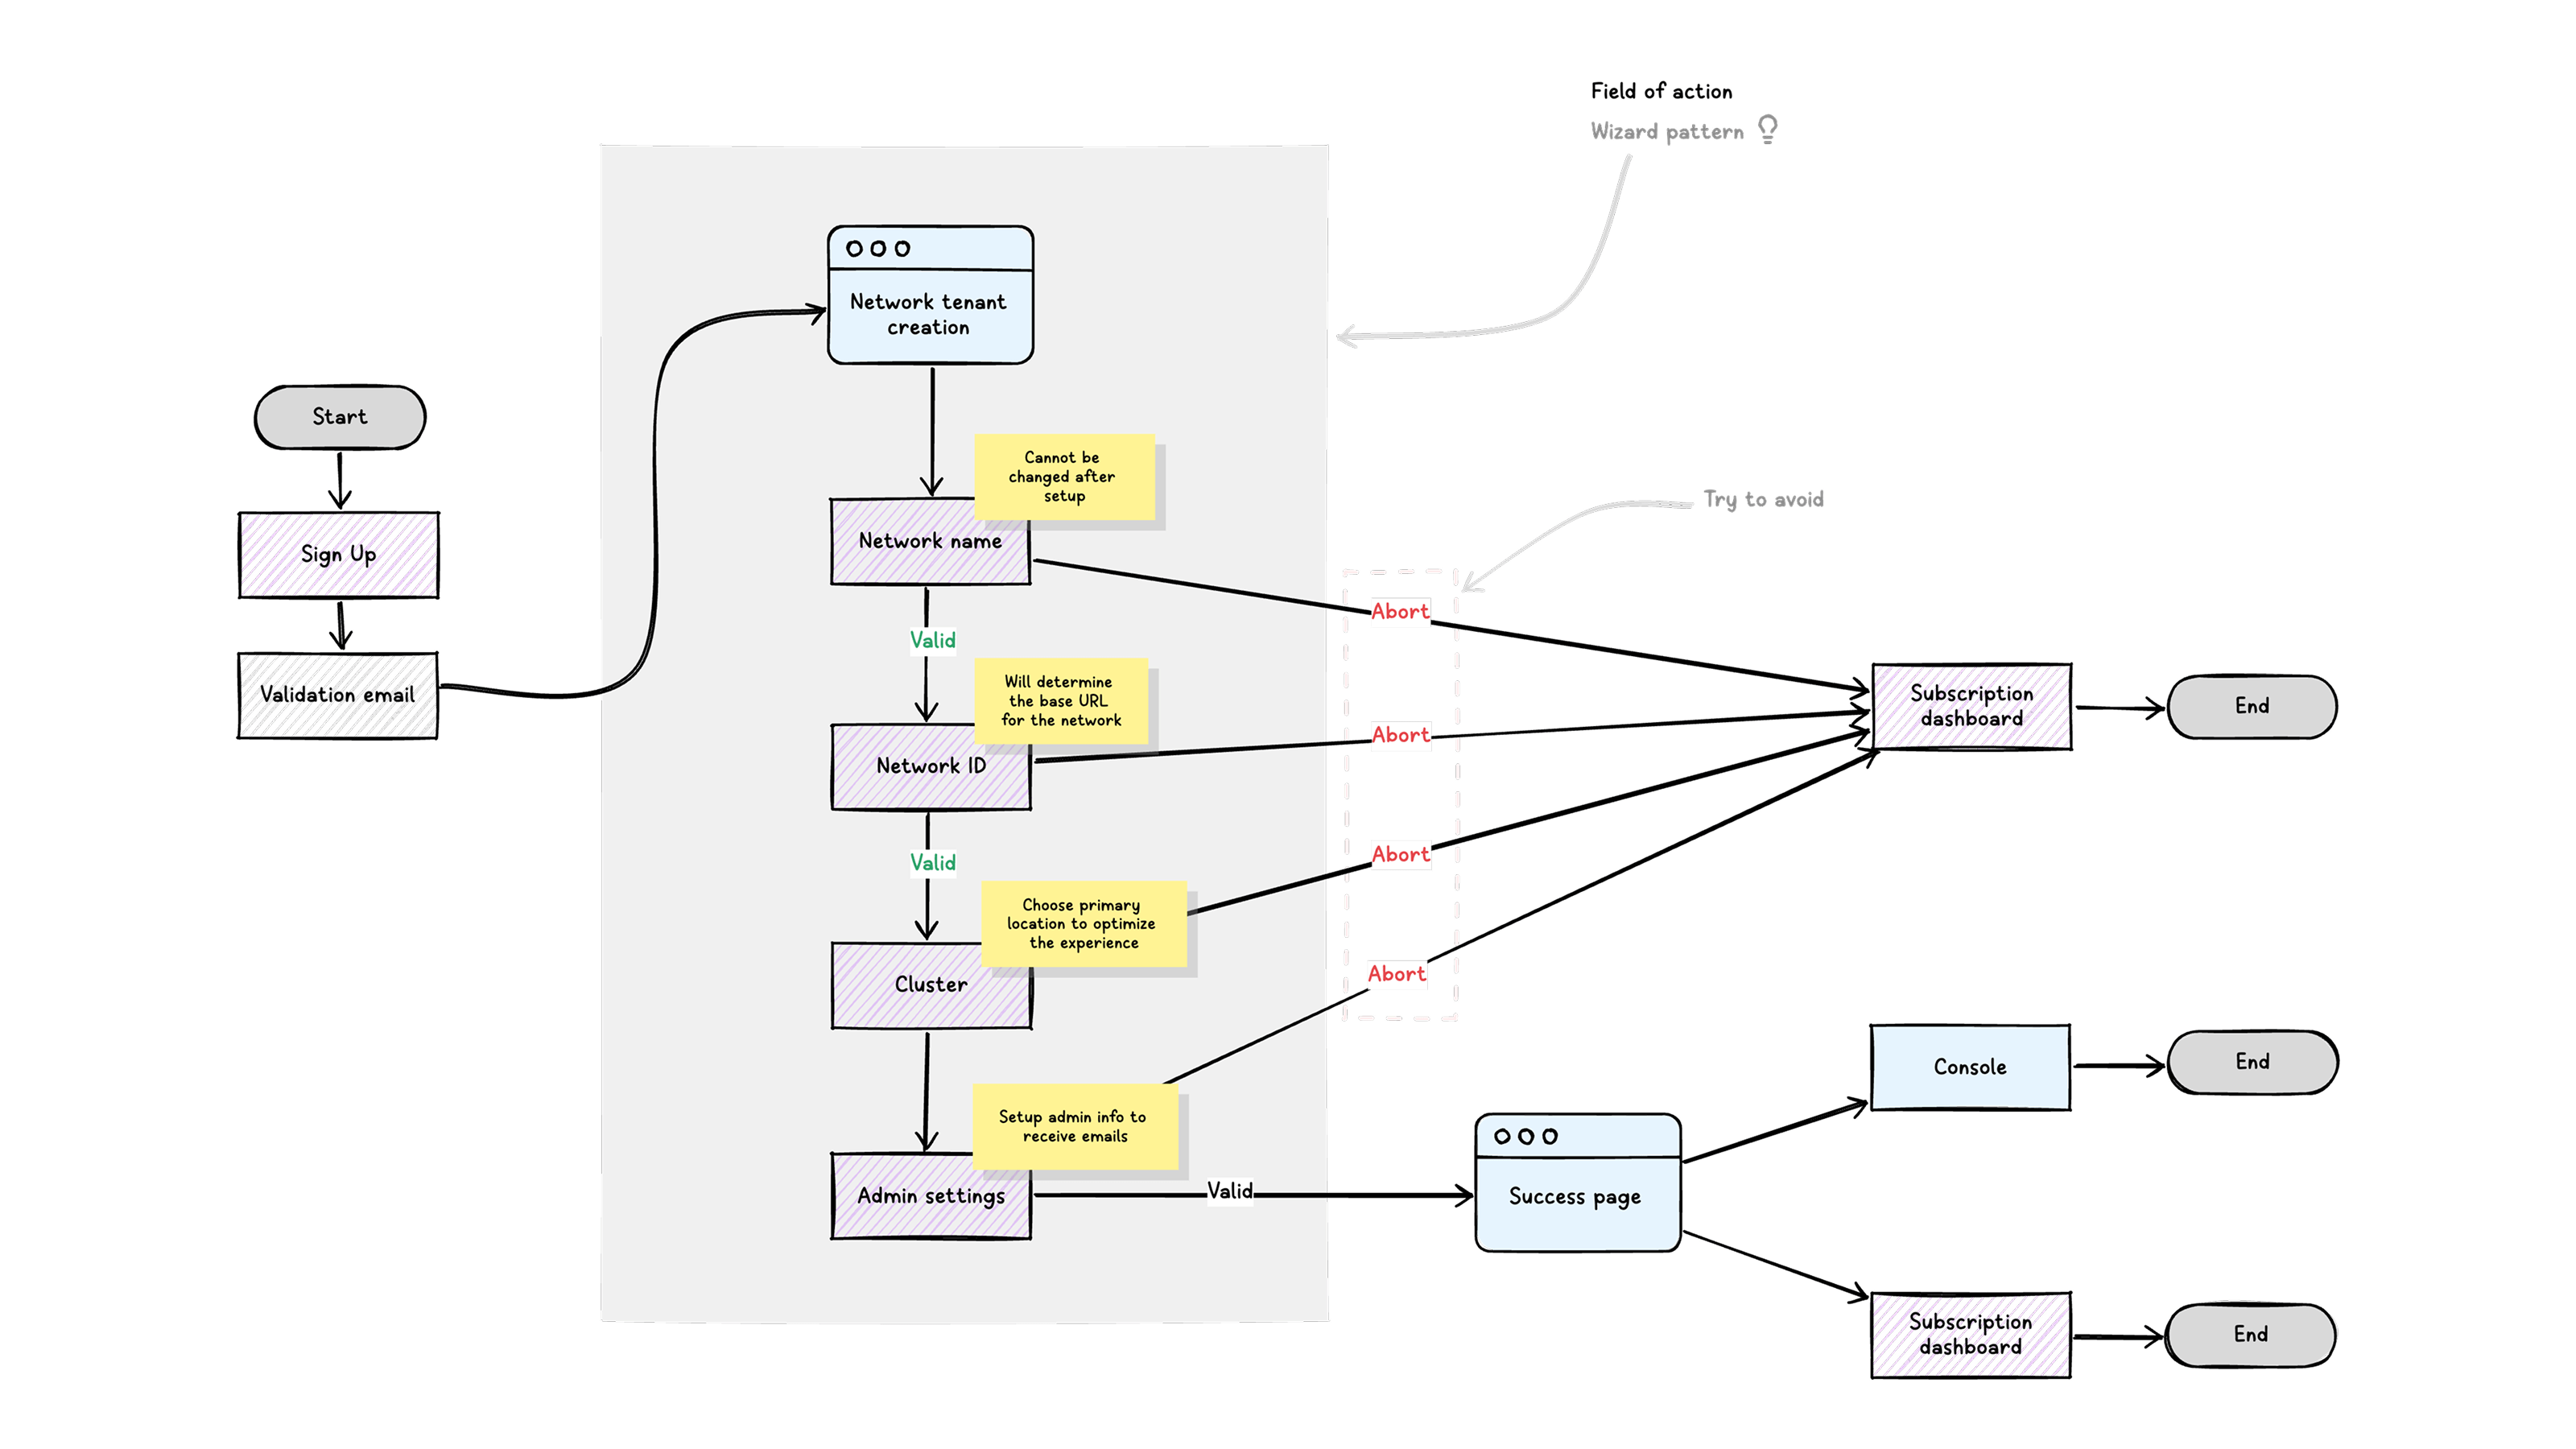 Field of action
Wizard pattern
Network tenant
creation
Start
Sign Up
Validation email
Cannot be
changed after
setup
Network name
Valid
Will determine
the base URL
for the network
Network ID
Valid
Choose primary
location to optimize
the experience
Cluster
Setup admin info to
receive emails
Admin settings
Valid
Try to avoid
Abort
Abort
Abort
Abort
Subscription
dashboard
End
Success page
Console
End
Subscription
dashboard
End